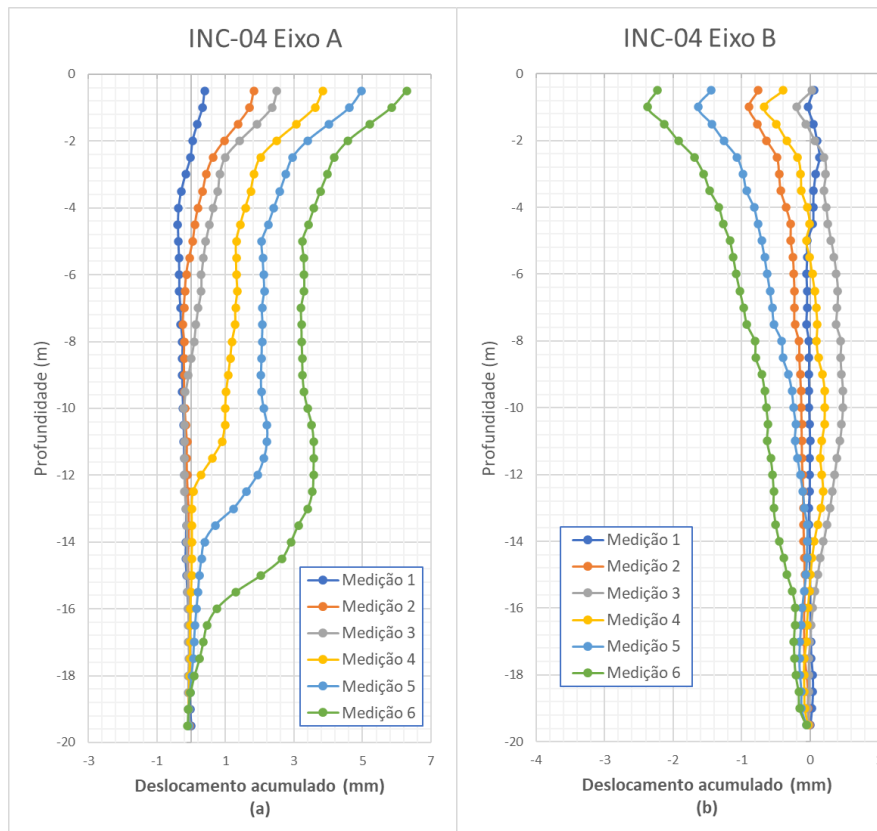 INC-04 Eixo A
-3 -1 1 3 5 7
0
-2
-4
-6
-8
-10
-12
-14
-16
-18
-20
Profundidade (m)
Medição 1
Medição 2
Medição 3
Medição 4
Medição 5
Medição 6
Deslocamento acumulado (mm)
(a)
INC-04 Eixo B
-4 -3 -2 -1 0 1
0
-2
-4
-6
-8
-10
-12
-14
-16
-18
-20
Profundidade (m)
Medição 1
Medição 2
Medição 3
Medição 4
Medição 5
Medição 6
Deslocamento acumulado (mm)
(b)